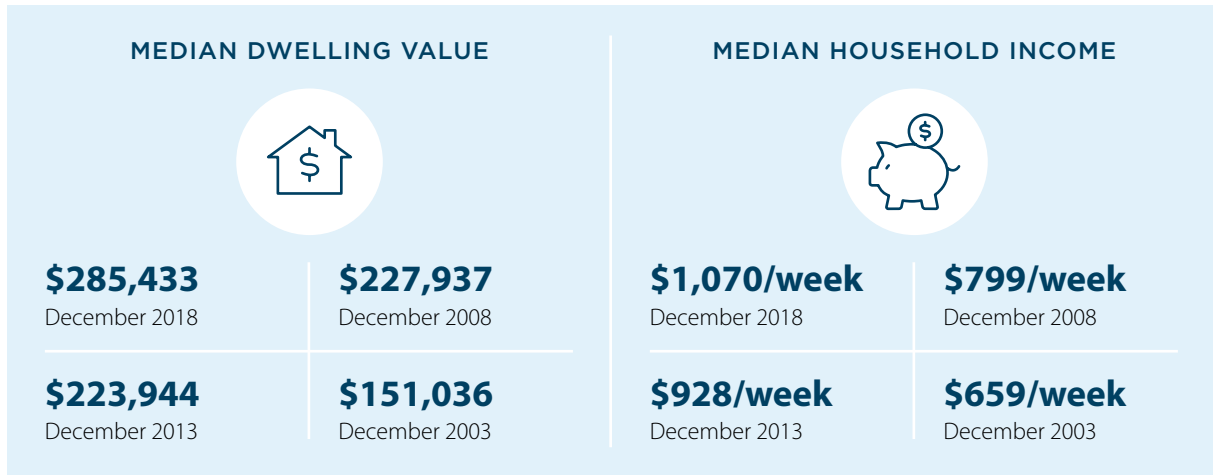 MEDIAN DWELLING VALUE
$
$285,433
December 2018
$227,937
December 2008
$223,944
December 2013
$151,036
December 2003
MEDIAN HOUSEHOLD INCOME
$
$1,070/week
December 2018
$799/week
December 2008
$928/week
December 2013
$659/week
December 2003